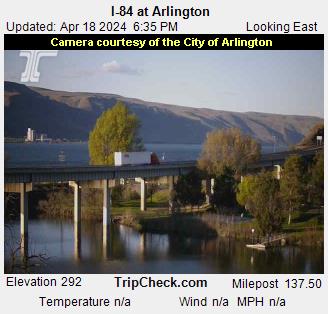 I-84 at Arlington
Updated: Apr 18 2024 6:35 PM Looking East
Camera courtesy of the City of Arlington
Elevation 292 TripCheck.com Milepost 137.50
Temperature n/a Wind n/a MPH n/a